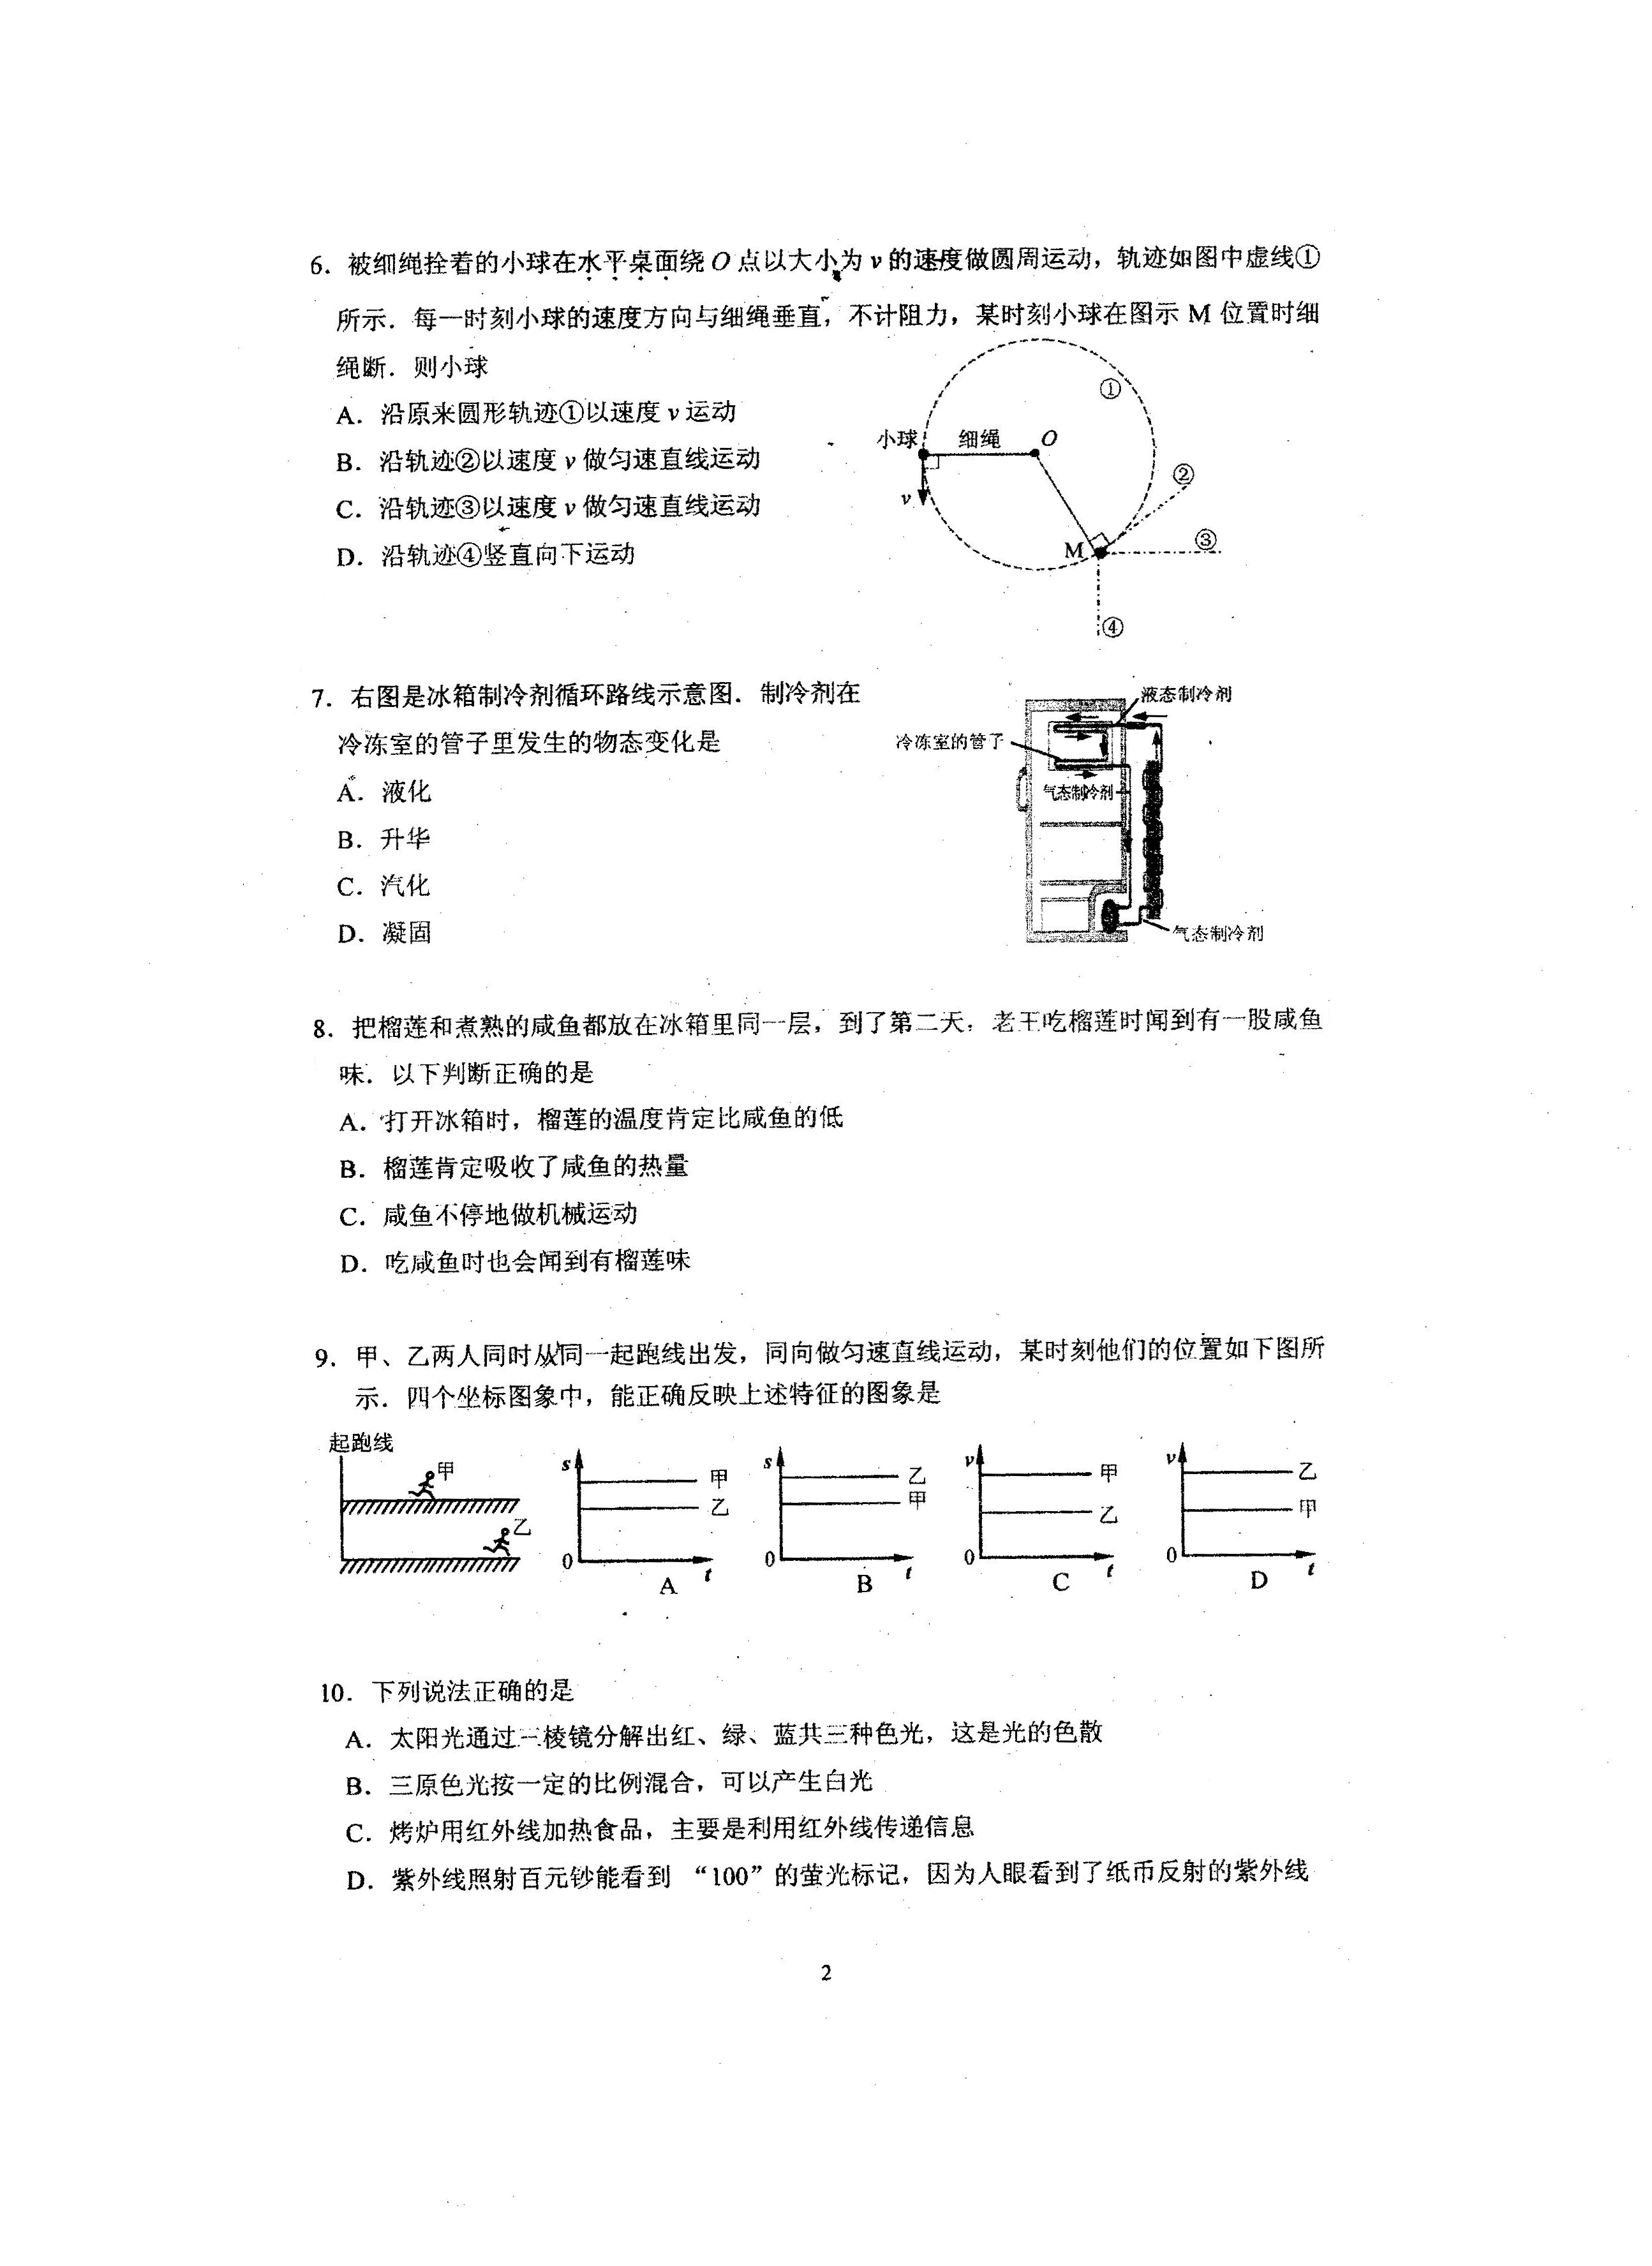 6. 被细绳拴着的小球在水平桌面绕 O 点以大小为 v 的速度做圆周运动，轨迹如图中虚线①
所示．每一时刻小球的速度方向与细绳垂直，不计阻力，某时刻小球在图示 M 位置时细
绳断．则小球
A．沿原来圆形轨迹①以速度 v 运动
B．沿轨迹②以速度 v 做匀速直线运动
C．沿轨迹③以速度 v 做匀速直线运动
D．沿轨迹④竖直向下运动
①
小球 细绳 O
②
v
M ③
④
7．右图是冰箱制冷剂循环路线示意图．制冷剂在
冷冻室的管子里发生的物态变化是
A．液化
B．升华
C．汽化
D．凝固
液态制冷剂
冷冻室的管子
气态制冷剂
气态制冷剂
8．把榴莲和煮熟的咸鱼都放在冰箱里同一层，到了第二天，老王吃榴莲时闻到有一股咸鱼
味．以下判断正确的是
A．打开冰箱时，榴莲的温度肯定比咸鱼的低
B．榴莲肯定吸收了咸鱼的热量
C．咸鱼不停地做机械运动
D．吃咸鱼时也会闻到有榴莲味
9．甲、乙两人同时从同一起跑线出发，同向做匀速直线运动，某时刻他们的位置如下图所
示．四个坐标图象中，能正确反映上述特征的图象是
起跑线
甲
乙
s 甲 乙 0 t A
s 乙 甲 0 t B
v 甲 乙 0 t C
v 乙 甲 0 t D
10．下列说法正确的是
A．太阳光通过三棱镜分解出红、绿、蓝共三种色光，这是光的色散
B．三原色光按一定的比例混合，可以产生白光
C．烤炉用红外线加热食品，主要是利用红外线传递信息
D．紫外线照射百元钞能看到 “100”的萤光标记，因为人眼看到了纸币反射的紫外线
2